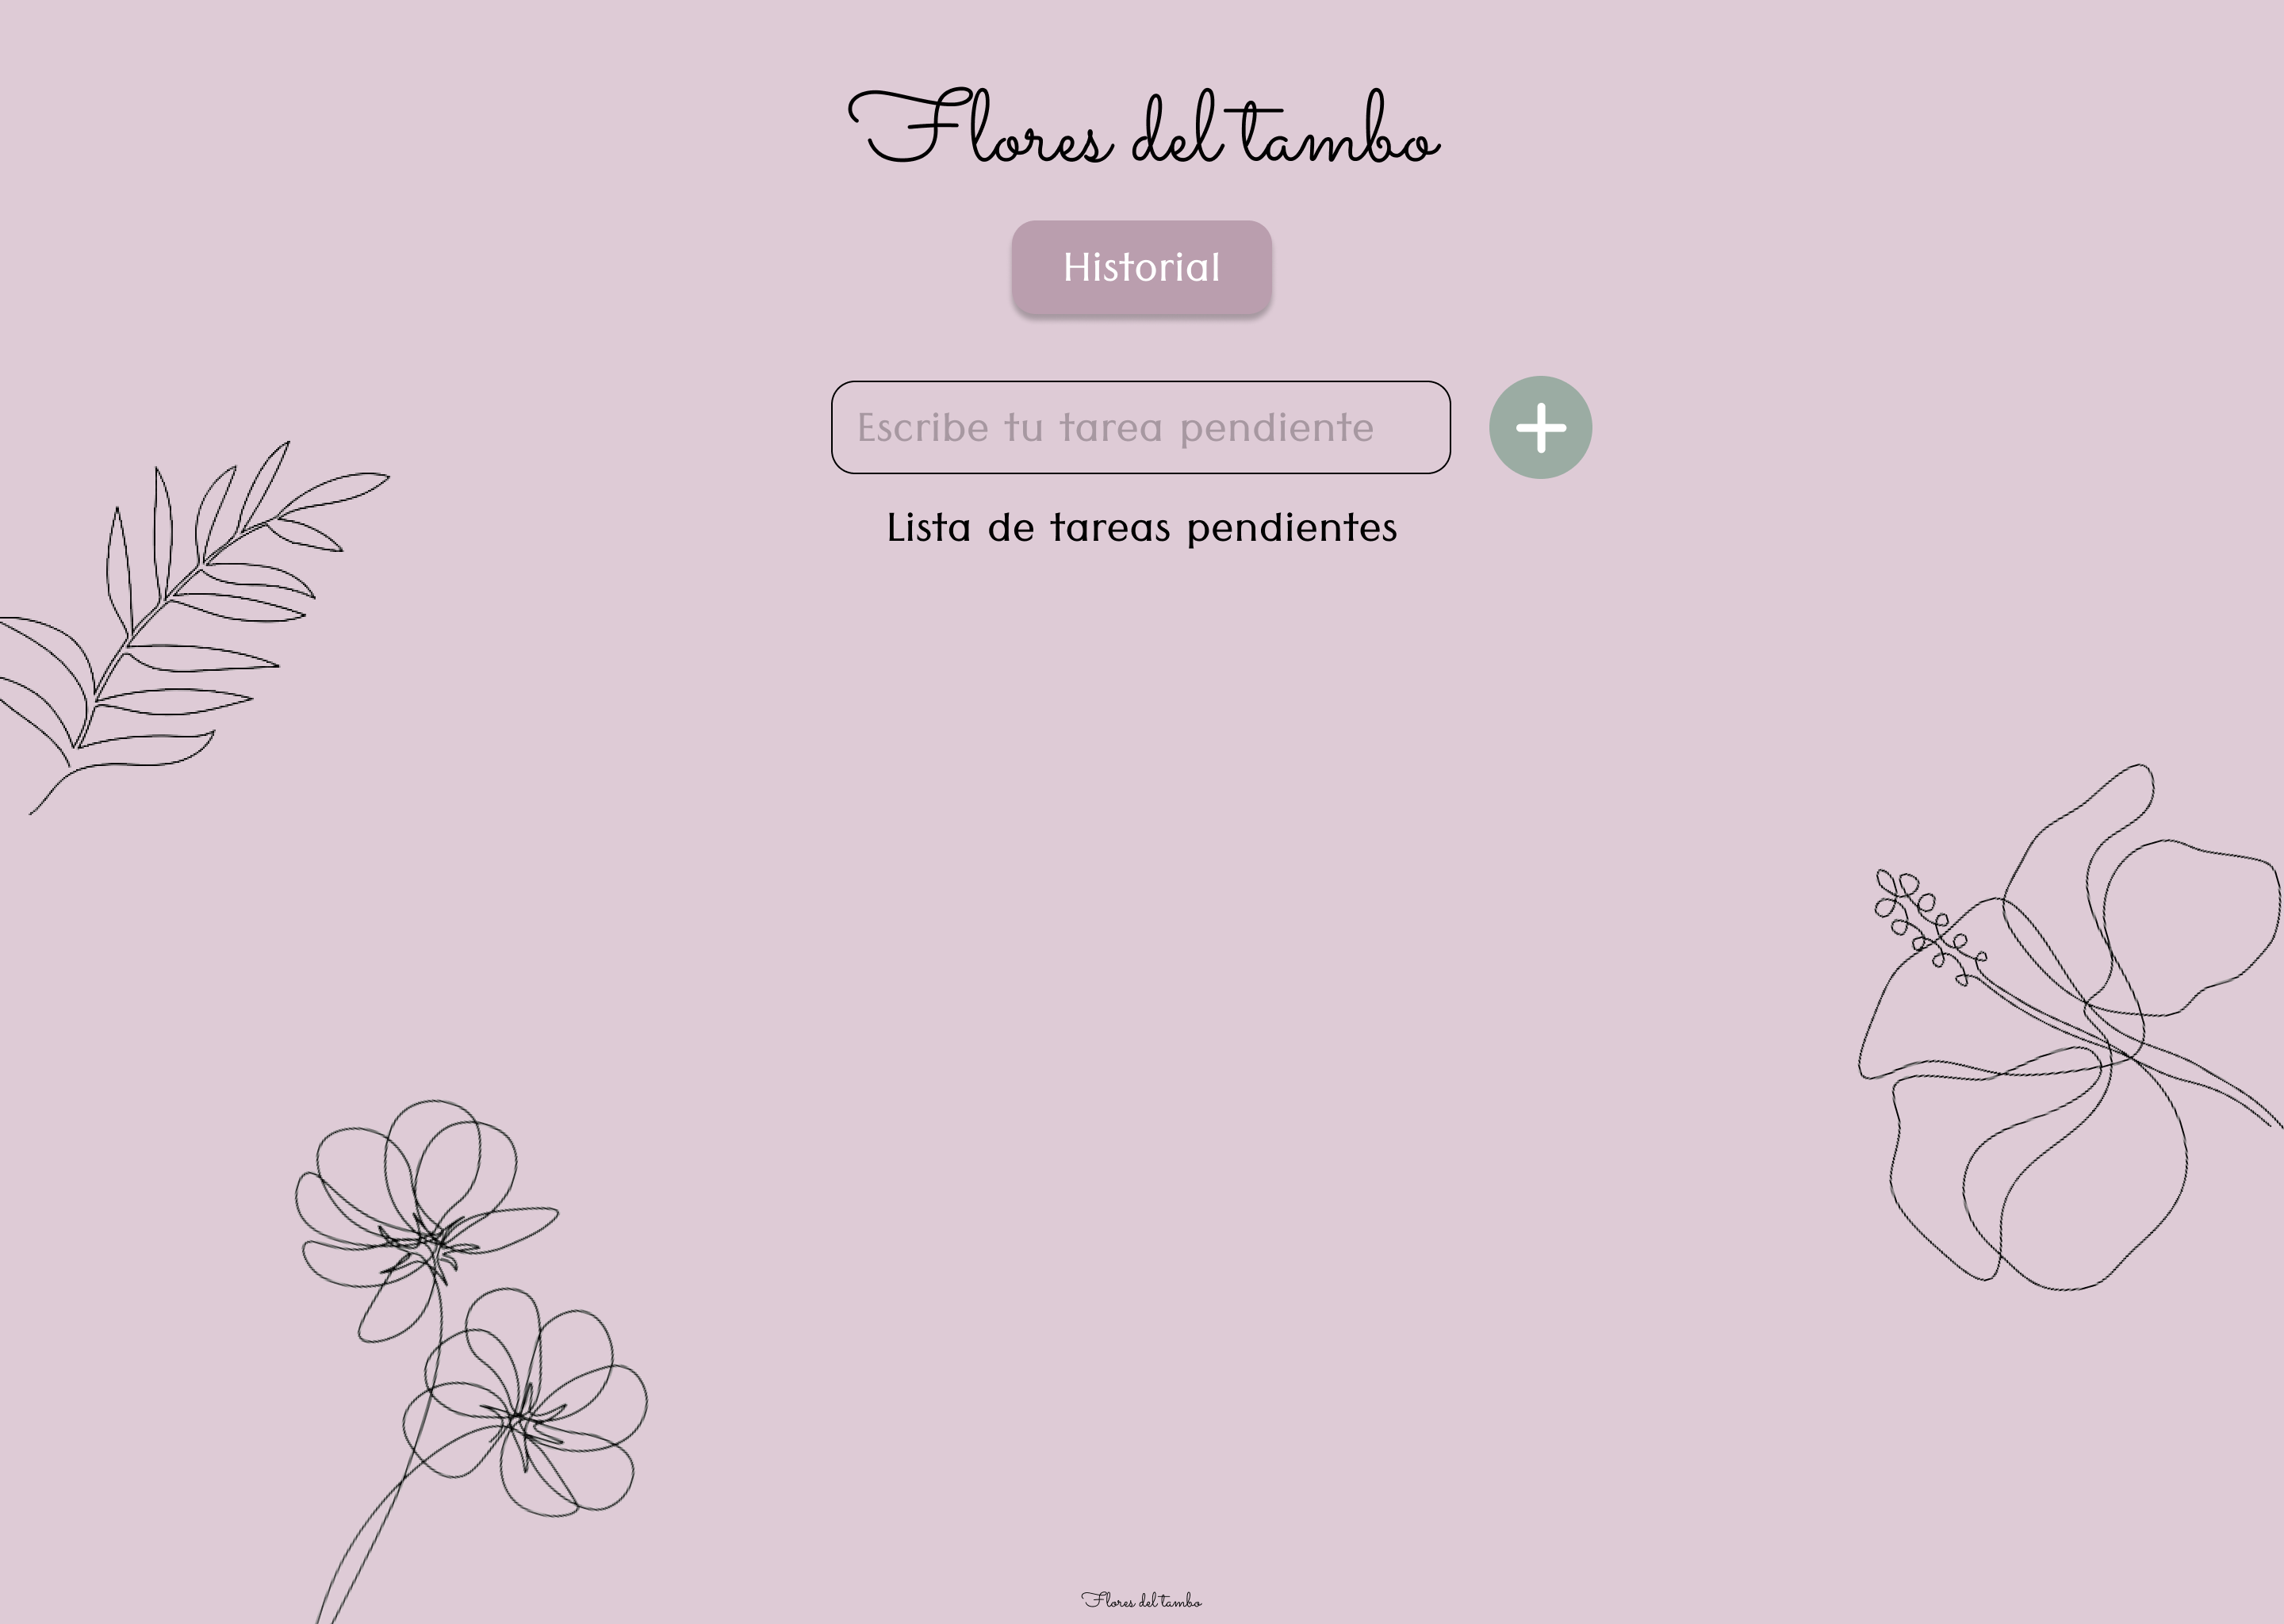 Flores del tambo
Historial
Escribe tu tarea pendiente
Lista de tareas pendientes
Flores del tambo